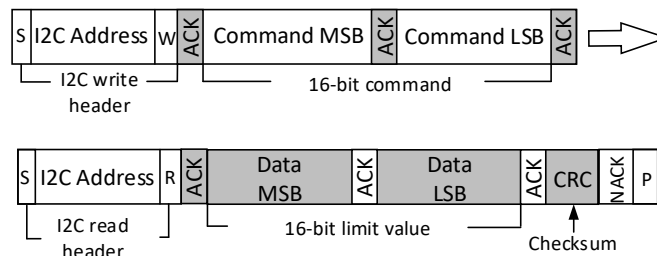 S I2C Address W ACK Command MSB ACK Command LSB ACK
I2C write
header
16-bit command
S I2C Address R ACK Data
MSB ACK Data
LSB ACK CRC NACK P
I2C read
header
16-bit limit value
Checksum